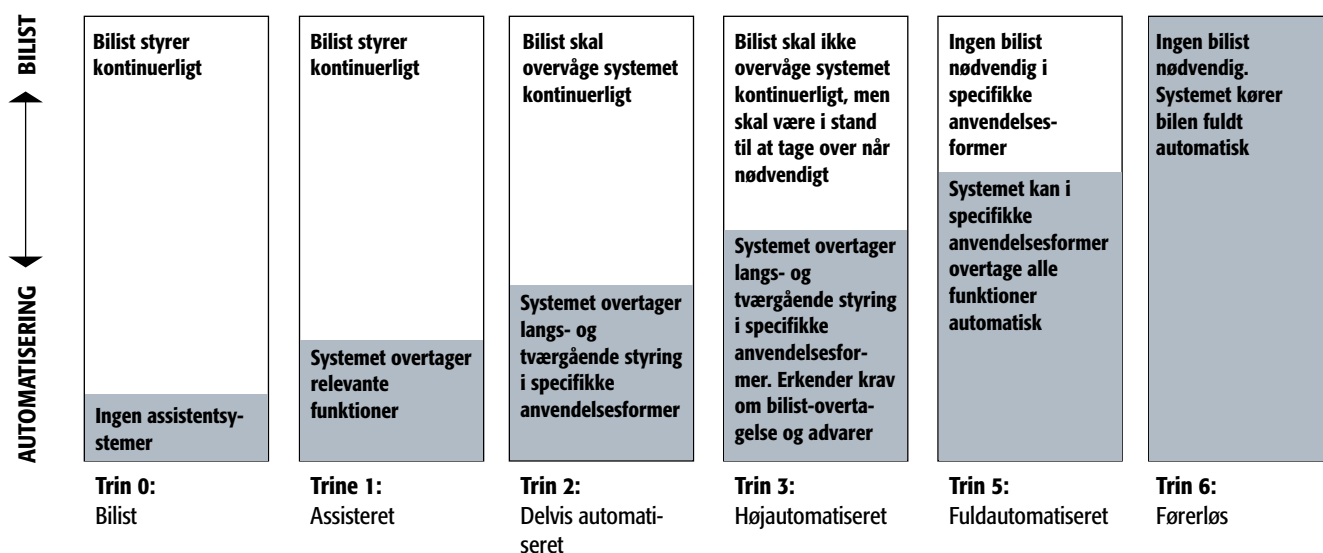 BILIST
AUTOMATISERING
Bilist styrer
kontinuerligt
Ingen assistentsy-
stemer
Trin 0:
Bilist
Bilist styrer
kontinuerligt
Systemet overtager
relevante
funktioner
Trine 1:
Assisteret
Bilist skal
overvåge systemet
kontinuerligt
Systemet overtager
langs- og
tværgående styring
i specifikke
anvendelsesformer
Trin 2:
Delvis automati-
seret
Bilist skal ikke
overvåge systemet
kontinuerligt, men
skal være i stand
til at tage over når
nødvendigt
Systemet overtager
langs- og
tværgående styring
i specifikke
anvendelsesfor-
mer. Erkender krav
om bilist-overta-
gelse og advarer
Trin 3:
Højautomatiseret
Ingen bilist
nødvendig i
specifikke
anvendelses-
former
Systemet kan i
specifikke
anvendelsesformer
overtage alle
funktioner
automatisk
Trin 5:
Fuldautomatiseret
Ingen bilist
nødvendig.
Systemet kører
bilen fuldt
automatisk
Trin 6:
Førerløs